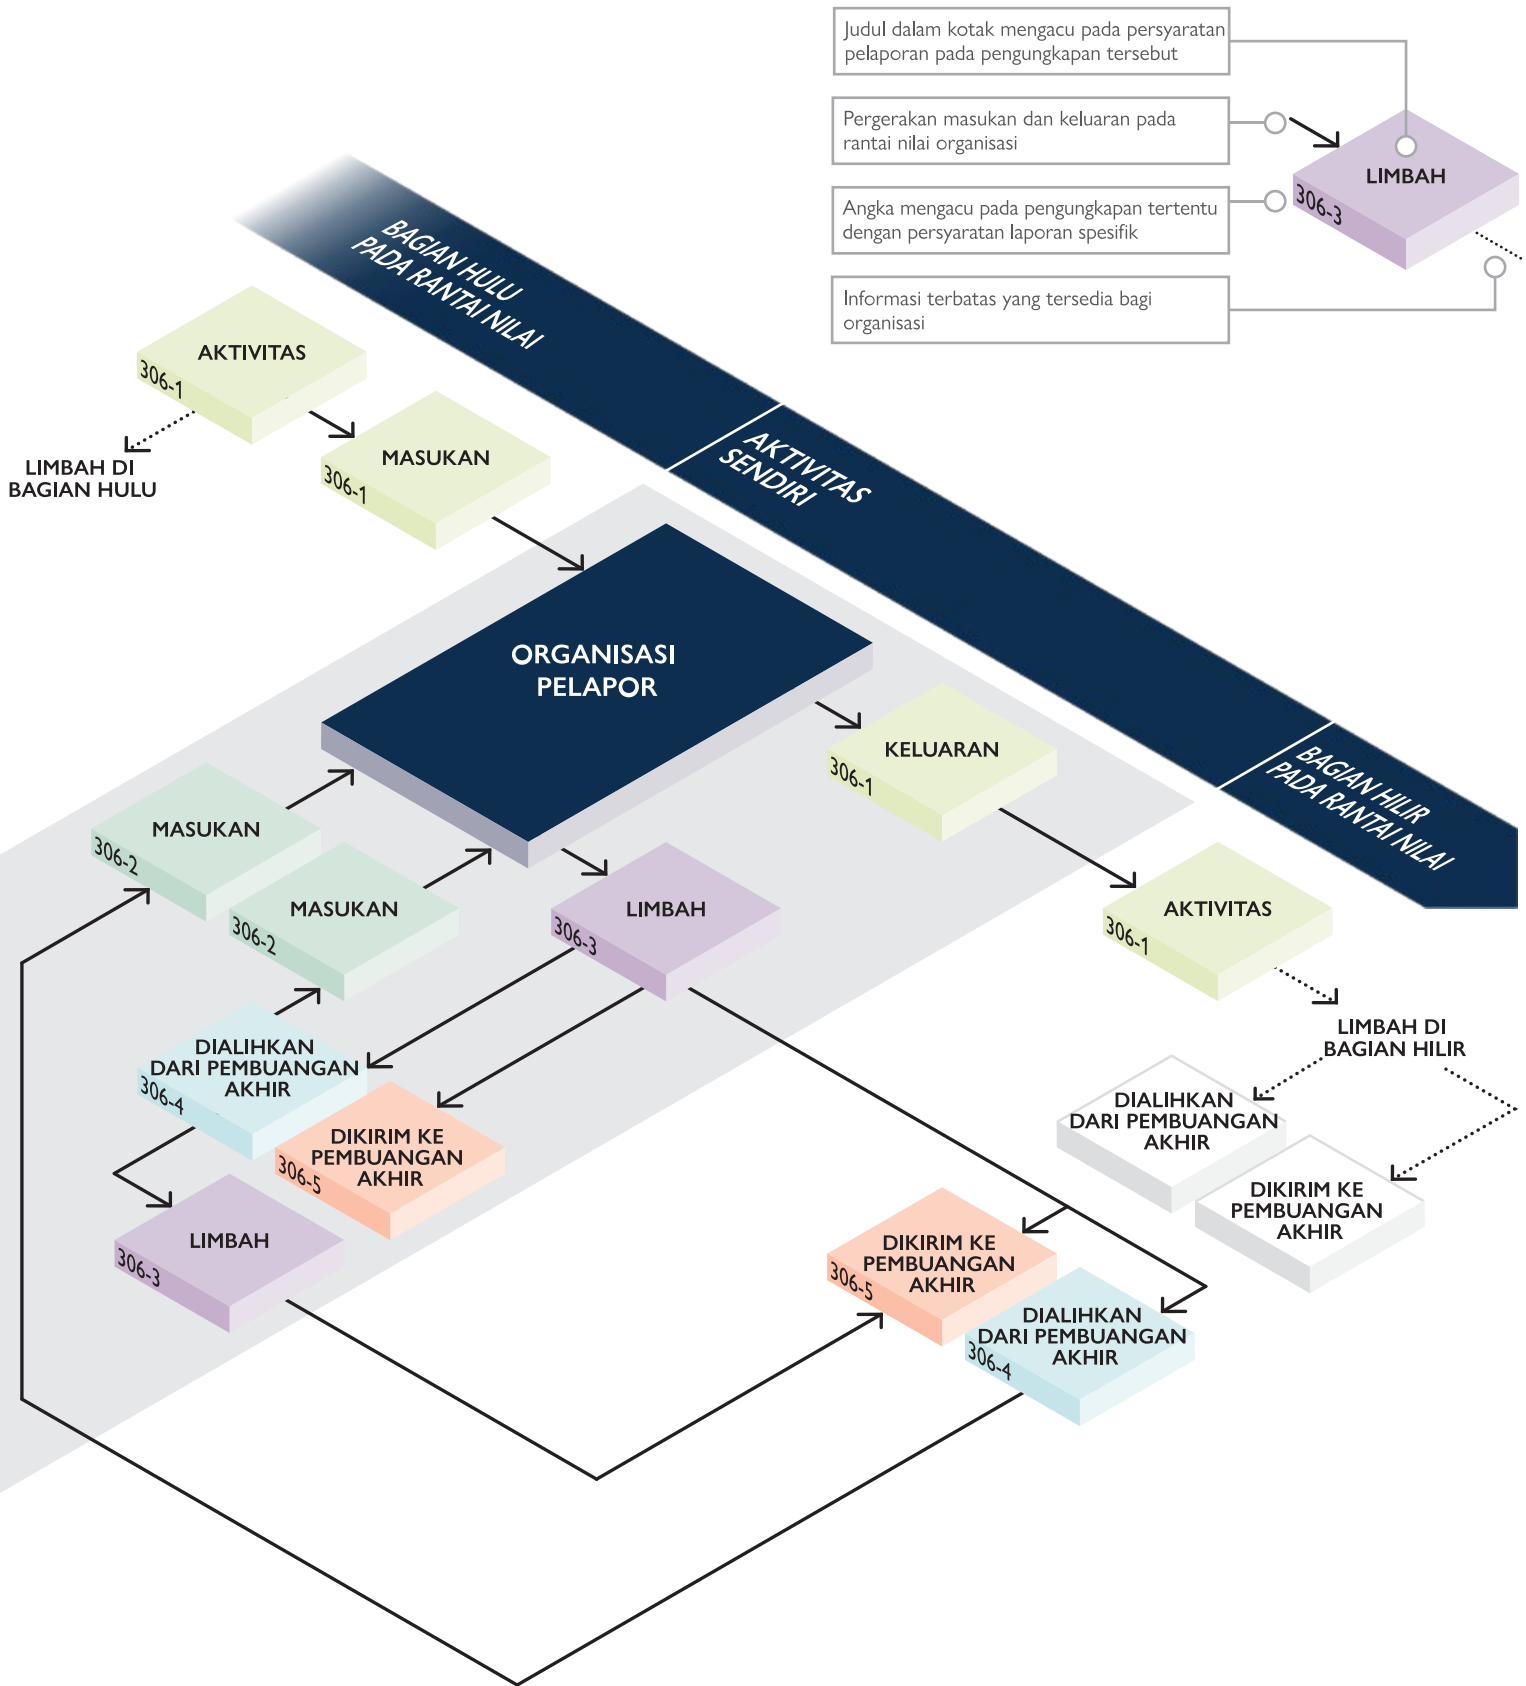 Judul dalam kotak mengacu pada persyaratan
pelaporan pada pengungkapan tersebut
Pergerakan masukan dan keluaran pada
rantai nilai organisasi
Angka mengacu pada pengungkapan tertentu
dengan persyaratan laporan spesifik
Informasi terbatas yang tersedia bagi
organisasi
LIMBAH
306-3
BAGIAN HULU
PADA RANTAI NILAI
AKTIVITAS
SENDIRI
BAGIAN HILIR
PADA RANTAI NILAI
AKTIVITAS
306-1
LIMBAH DI
BAGIAN HULU
MASUKAN
306-1
ORGANISASI
PELAPOR
KELUARAN
306-1
MASUKAN
306-2
MASUKAN
306-2
LIMBAH
306-3
AKTIVITAS
306-1
LIMBAH DI
BAGIAN HILIR
DIALIHKAN
DARI PEMBUANGAN
AKHIR
306-4
DIKIRIM KE
PEMBUANGAN
AKHIR
306-5
DIALIHKAN
DARI PEMBUANGAN
AKHIR
DIKIRIM KE
PEMBUANGAN
AKHIR
LIMBAH
306-3
DIKIRIM KE
PEMBUANGAN
AKHIR
306-5
DIALIHKAN
DARI PEMBUANGAN
AKHIR
306-4